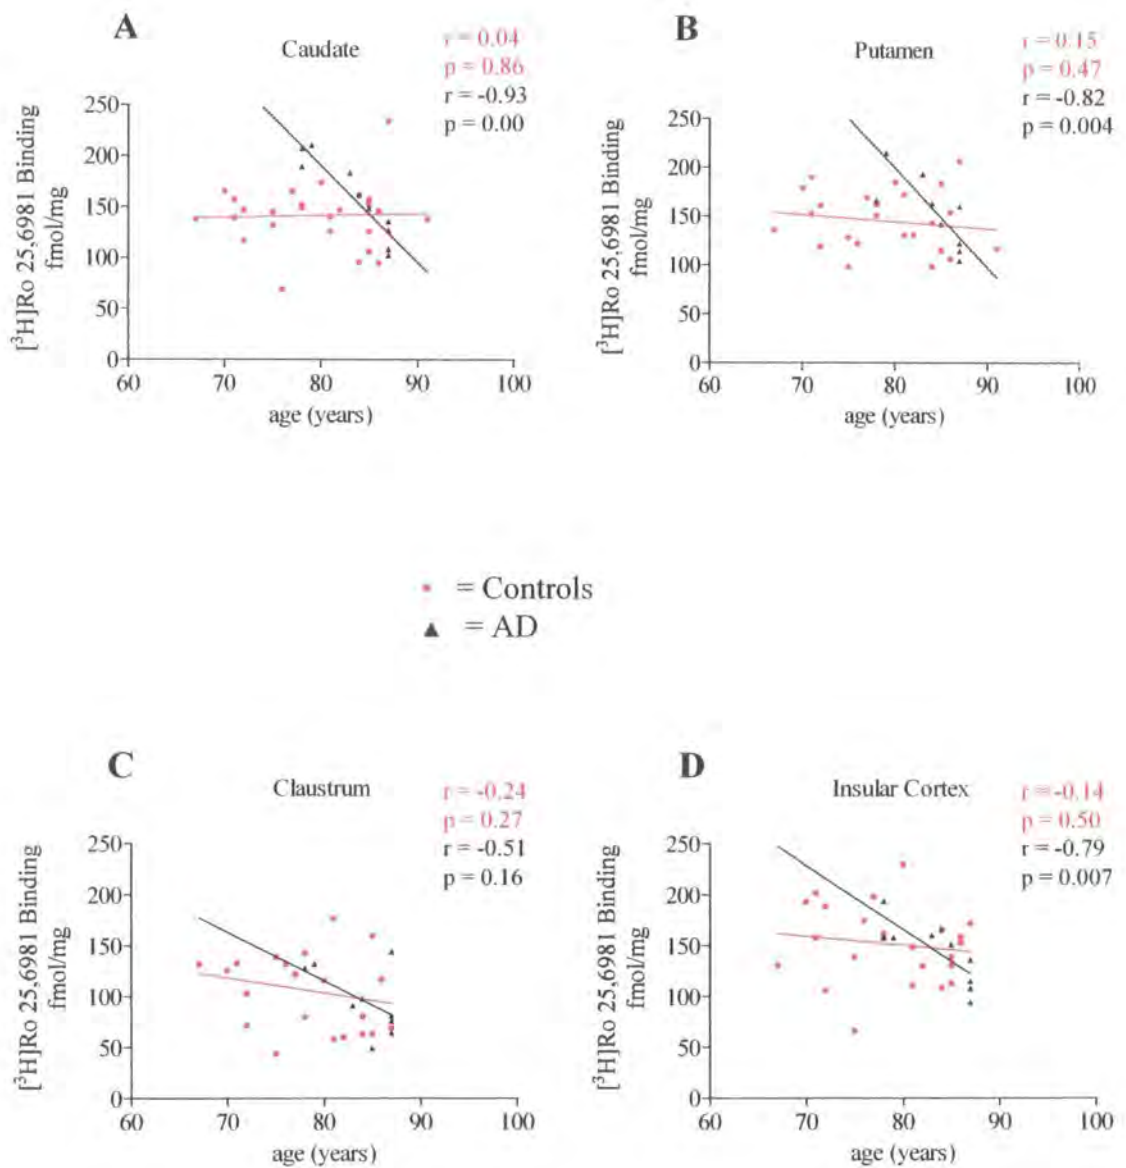 A
Caudate
r = 0.04
p = 0.86
r = -0.93
p = 0.00
[³H]Ro 25,6981 Binding
fmol/mg
250
200
150
100
50
0
60 70 80 90 100
age (years)
B
Putamen
r = 0.15
p = 0.47
r = -0.82
p = 0.004
[³H]Ro 25,6981 Binding
fmol/mg
250
200
150
100
50
0
60 70 80 90 100
age (years)
= Controls
= AD
C
Claustrum
r = -0.24
p = 0.27
r = -0.51
p = 0.16
[³H]Ro 25,6981 Binding
fmol/mg
250
200
150
100
50
0
60 70 80 90 100
age (years)
D
Insular Cortex
r = -0.14
p = 0.50
r = -0.79
p = 0.007
[³H]Ro 25,6981 Binding
fmol/mg
250
200
150
100
50
0
60 70 80 90 100
age (years)